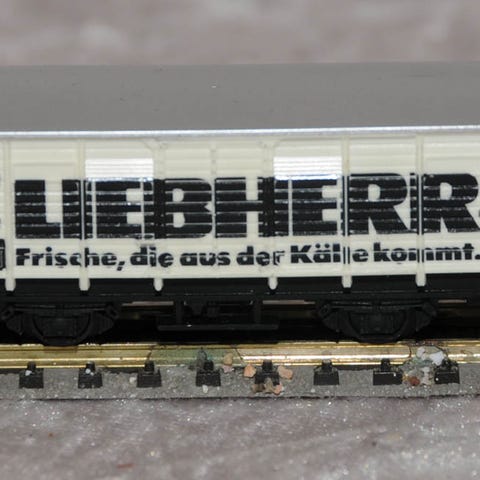 LIEBHERR
Frische, die aus der Kälte kommt.